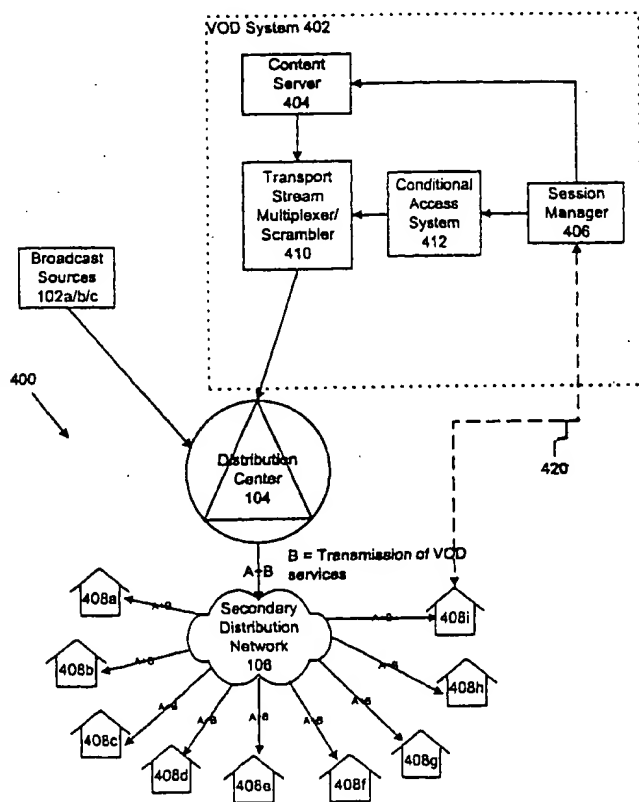 VOD System 402
Content
Server
404
Transport
Stream
Multiplexer/
Scrambler
410
Conditional
Access
System
412
Session
Manager
406
Broadcast
Sources
102a/b/c
400
420
Distribution
Center
104
A+B
B = Transmission of VOD
services
Secondary
Distribution
Network
106
408a
A+B
408b
A+B
408c
A+B
408d
A+B
408e
A+B
408f
A+B
408g
A+B
408h
A+B
408i
A+B